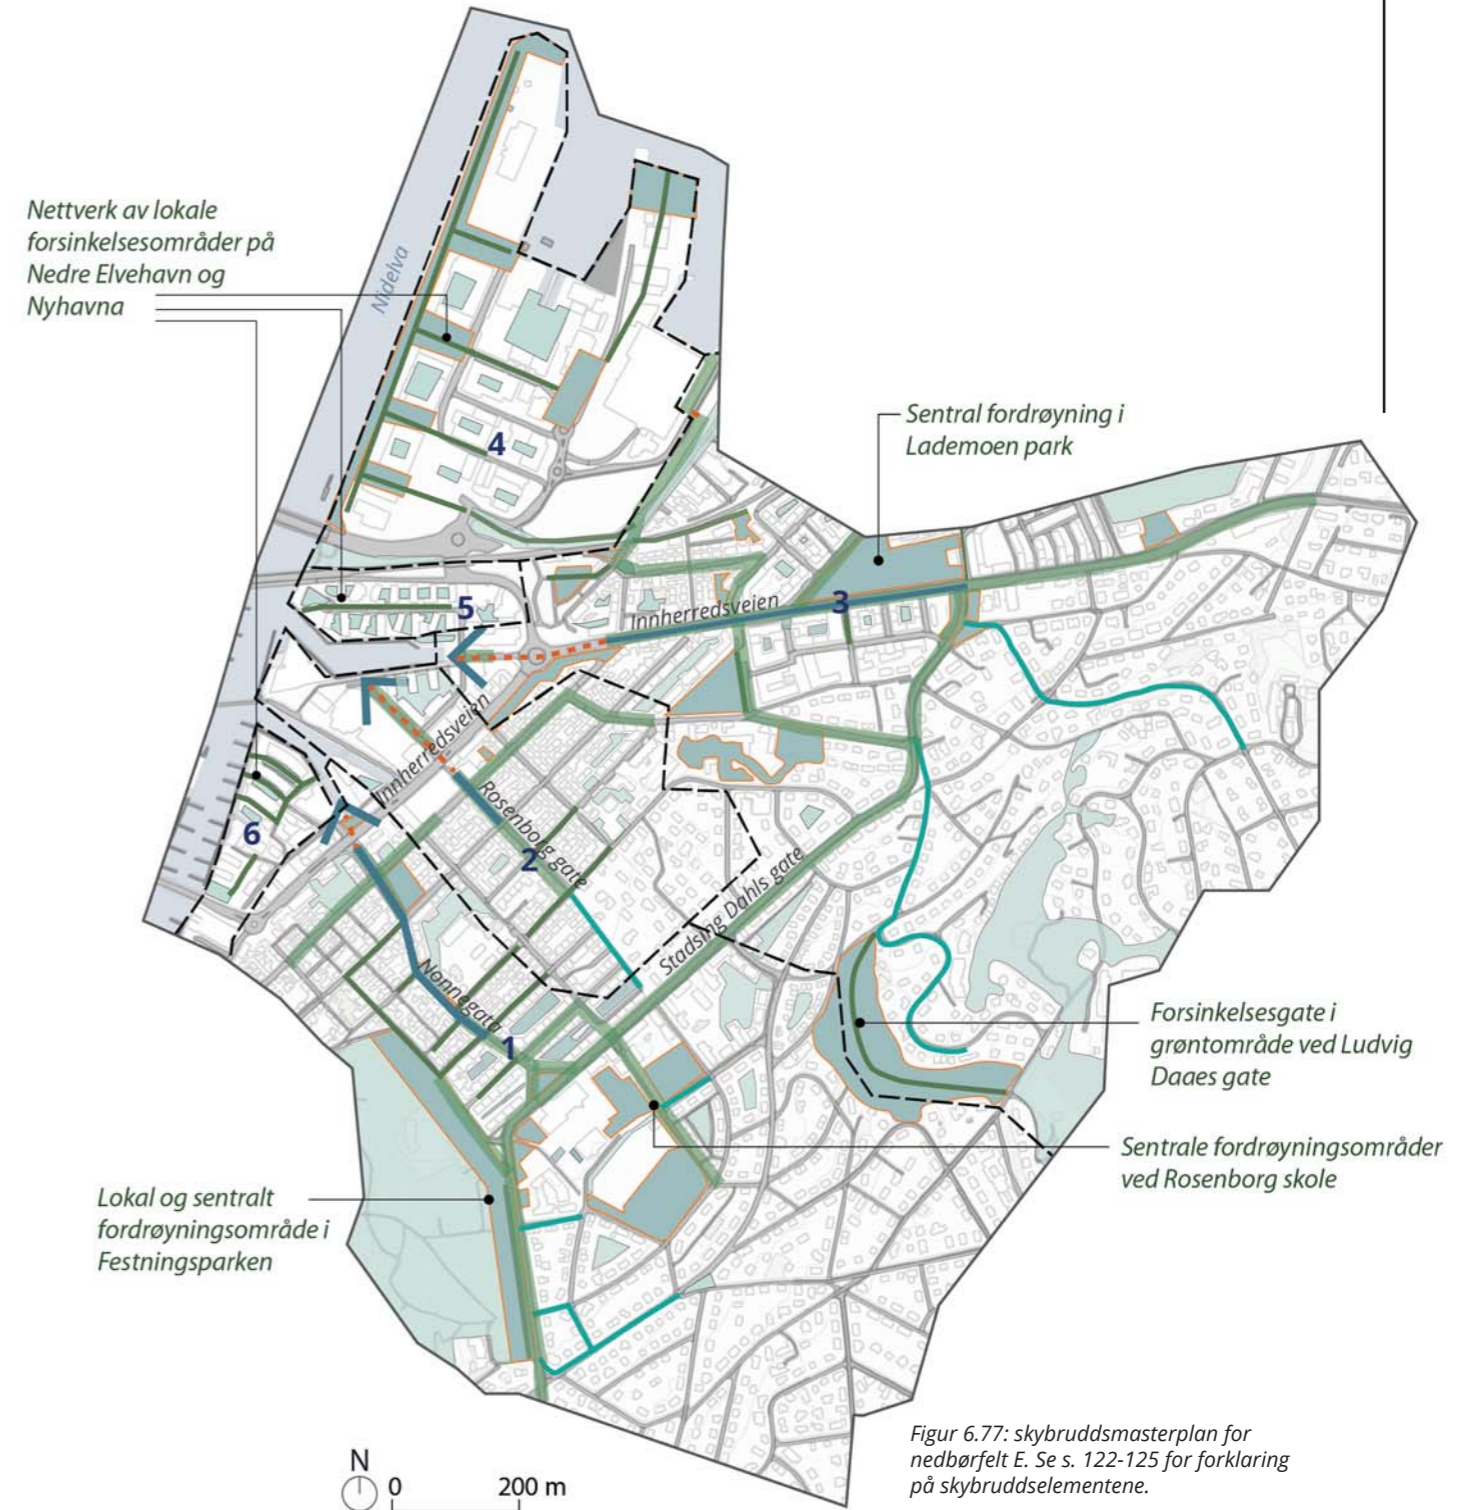 Nettverk av lokale
forsinkelsesområder på
Nedre Elvehavn og
Nyhavna
Nidelva
4
Sentral fordrøyning i
Lademoen park
5
Innherredsveien
3
Innherredsveien
6
Rosenborg gate
2
Stadsing Dahls gate
Nonnegata
1
Forsinkelsesgate i
grøntområde ved Ludvig
Daaes gate
Sentrale fordrøyningsområder
ved Rosenborg skole
Lokal og sentralt
fordrøyningsområde i
Festningsparken
N
0 200 m
Figur 6.77: skybruddsmasterplan for
nedbørfelt E. Se s. 122-125 for forklaring
på skybruddselementene.